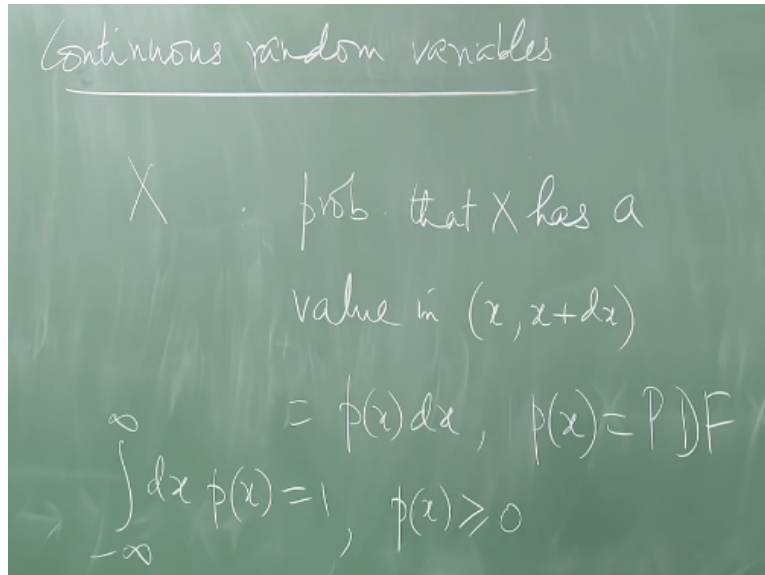 Continuous random variables
X . prob. that X has a
value in (x, x+dx)
= p(x) dx, p(x) = PDF
∫_{-∞}^{∞} dx p(x) = 1, p(x) ⩾ 0